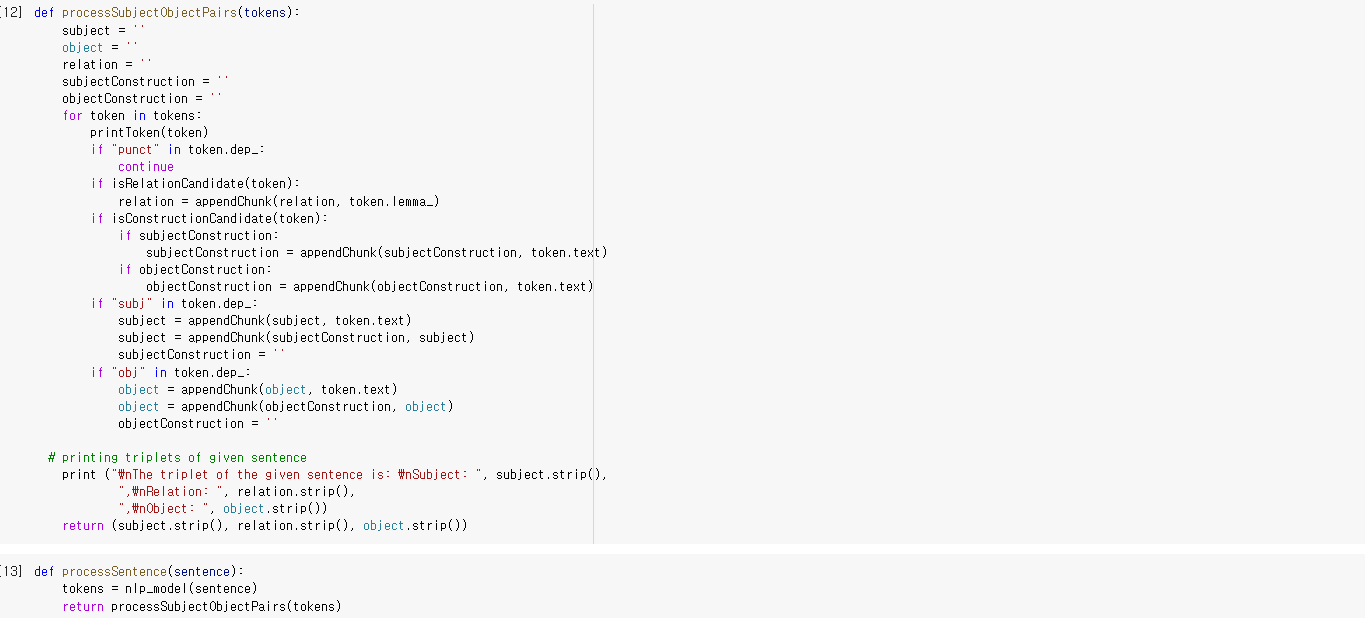 [12] def processSubjectObjectPairs(tokens):
    subject = ''
    object = ''
    relation = ''
    subjectConstruction = ''
    objectConstruction = ''
    for token in tokens:
        printToken(token)
        if "punct" in token.dep_:
            continue
        if isRelationCandidate(token):
            relation = appendChunk(relation, token.lemma_)
        if isConstructionCandidate(token):
            if subjectConstruction:
                subjectConstruction = appendChunk(subjectConstruction, token.text)
            if objectConstruction:
                objectConstruction = appendChunk(objectConstruction, token.text)
        if "subj" in token.dep_:
            subject = appendChunk(subject, token.text)
            subject = appendChunk(subjectConstruction, subject)
            subjectConstruction = ''
        if "obj" in token.dep_:
            object = appendChunk(object, token.text)
            object = appendChunk(objectConstruction, object)
            objectConstruction = ''
  # printing triplets of given sentence
    print ("₩nThe triplet of the given sentence is: ₩nSubject: ", subject.strip(),
            ",₩nRelation: ", relation.strip(),
            ",₩nObject: ", object.strip())
    return (subject.strip(), relation.strip(), object.strip())
[13] def processSentence(sentence):
    tokens = nlp_model(sentence)
    return processSubjectObjectPairs(tokens)